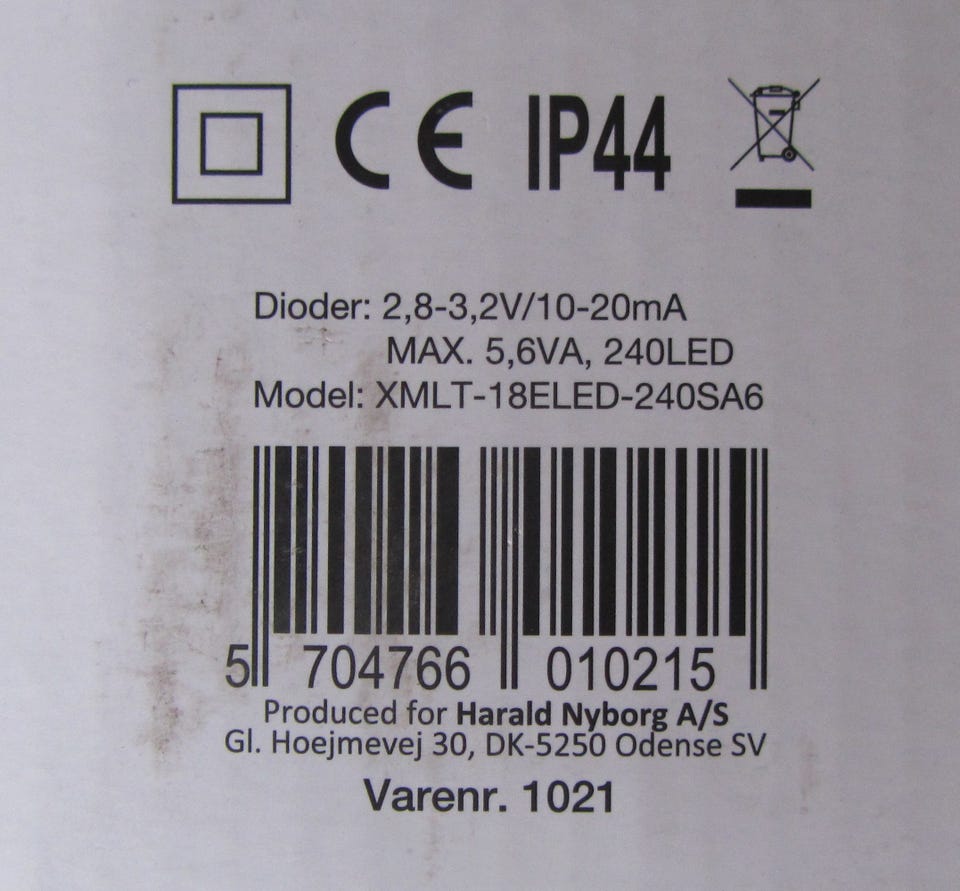 CE IP44
Dioder: 2,8-3,2V/10-20mA
MAX. 5,6VA, 240LED
Model: XMLT-18ELED-240SA6
5 704766 010215
Produced for Harald Nyborg A/S
Gl. Hoejmevej 30, DK-5250 Odense SV
Varenr. 1021